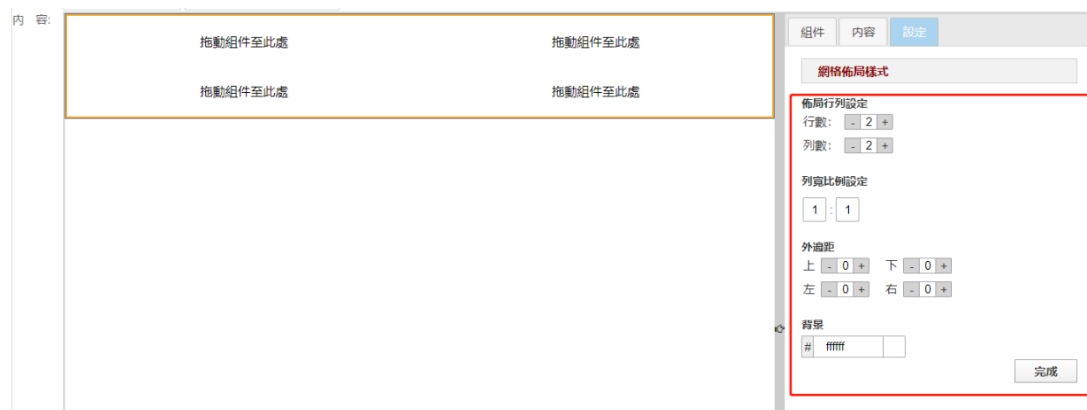 內 容:
拖動組件至此處 拖動組件至此處
拖動組件至此處 拖動組件至此處
組件 內容 設定
網格佈局樣式
佈局行列設定
行數: - 2 +
列數: - 2 +
列寬比例設定
1 : 1
外邊距
上 - 0 + 下 - 0 +
左 - 0 + 右 - 0 +
背景
# ffffff
完成